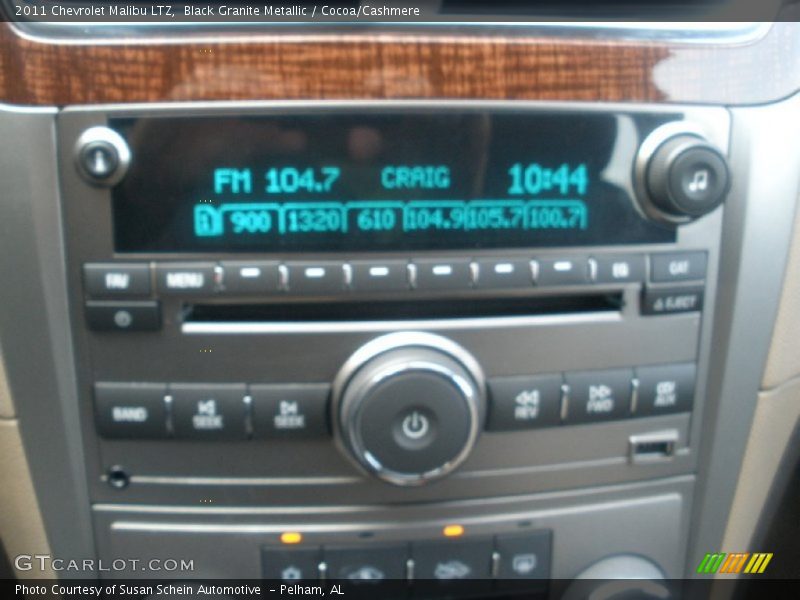 2011 Chevrolet Malibu LTZ, Black Granite Metallic / Cocoa/Cashmere
FM 104.7 CRAIG 10:44
1 900 1320 610 104.9 105.7 100.7
FAV MENU EQ CAT
EJECT
BAND SEEK SEEK REV FWD AUX
GTCARLOT.COM
Photo Courtesy of Susan Schein Automotive - Pelham, AL